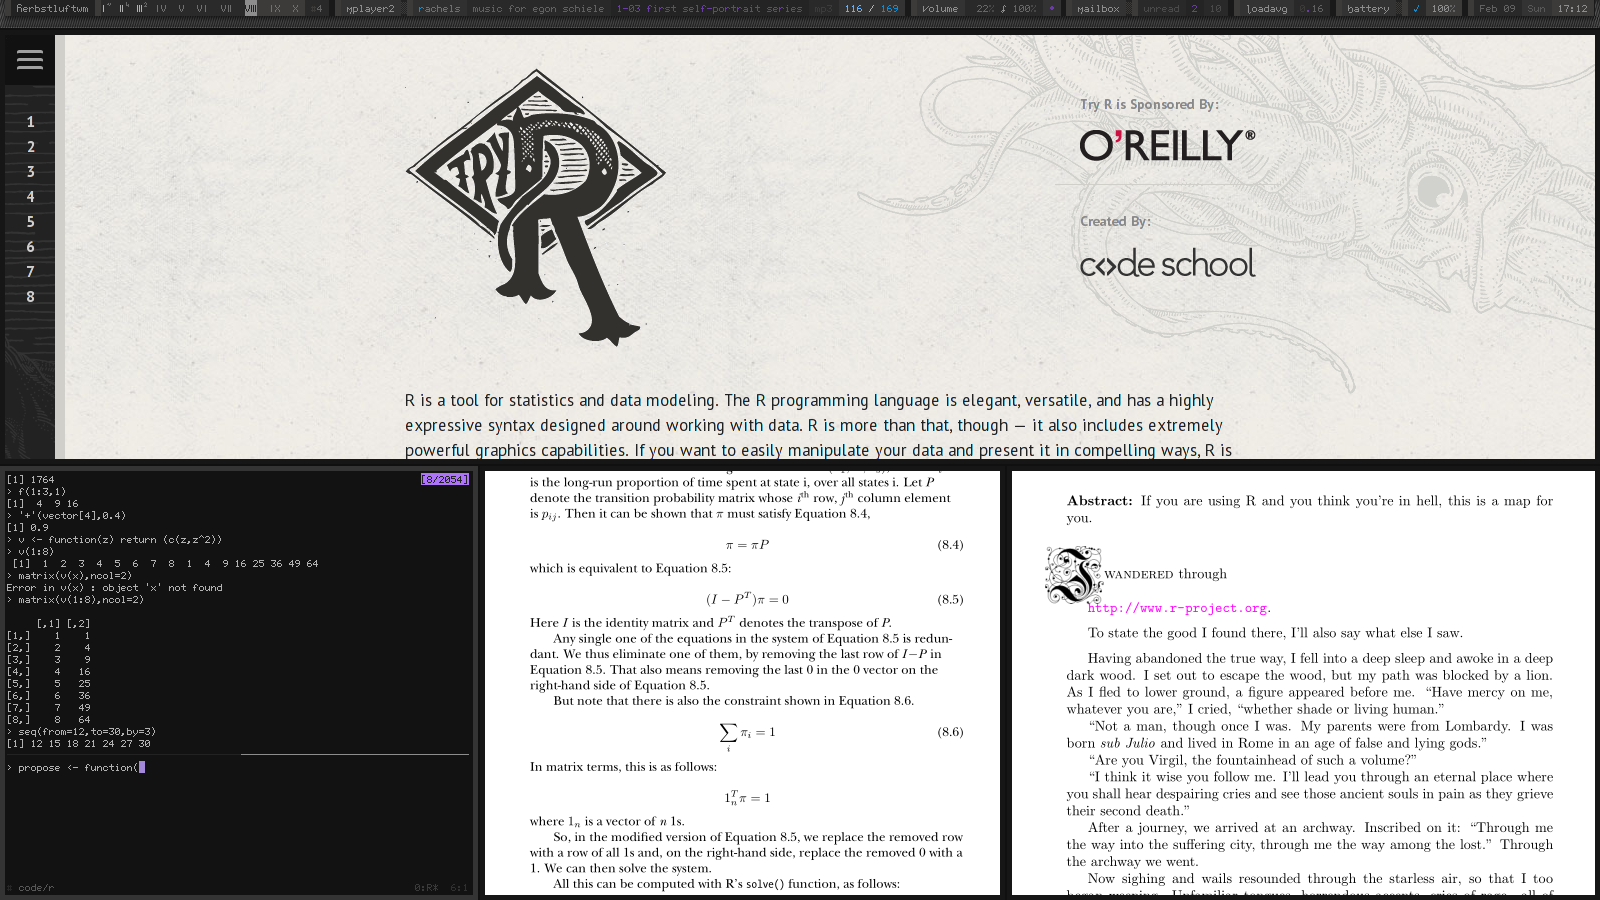 herbstluftwm I II III IV V VI VII VIII IX X
mplayer2 rachels music for egon schiele 1-03 first self-portrait series mp3 116 / 169
Volume 22% 100%
Mailbox unread 2 10
loadavg 0.16
battery ✓ 100%
Feb 09 Sun 17:12
1
2
3
4
5
6
7
8
TRY R
Try R is Sponsored By:
O'REILLY®
Created By:
c<>de school
R is a tool for statistics and data modeling. The R programming language is elegant, versatile, and has a highly
expressive syntax designed around working with data. R is more than that, though — it also includes extremely
powerful graphics capabilities. If you want to easily manipulate your data and present it in compelling ways, R is
[1] 1764 [8/2054]
> f(1:3,1)
[1] 4 9 16
> '+'(vector[4],0.4)
[1] 0.9
> v <- function(z) return (c(z,z^2))
> v(1:8)
[1] 1 2 3 4 5 6 7 8 1 4 9 16 25 36 49 64
> matrix(v(x),ncol=2)
Error in v(x) : object 'x' not found
> matrix(v(1:8),ncol=2)
[,1] [,2]
[1,] 1 1
[2,] 2 4
[3,] 3 9
[4,] 4 16
[5,] 5 25
[6,] 6 36
[7,] 7 49
[8,] 8 64
> seq(from=12,to=30,by=3)
[1] 12 15 18 21 24 27 30
> propose <- function(
code/r 0:R* 6:1
is the long-run proportion of time spent at state i, over all states i. Let P
denote the transition probability matrix whose i^th row, j^th column element
is p_ij. Then it can be shown that π must satisfy Equation 8.4,
π = πP (8.4)
which is equivalent to Equation 8.5:
(I − P^T)π = 0 (8.5)
Here I is the identity matrix and P^T denotes the transpose of P.
Any single one of the equations in the system of Equation 8.5 is redun-
dant. We thus eliminate one of them, by removing the last row of I−P in
Equation 8.5. That also means removing the last 0 in the 0 vector on the
right-hand side of Equation 8.5.
But note that there is also the constraint shown in Equation 8.6.
∑_i π_i = 1 (8.6)
In matrix terms, this is as follows:
1_n^T π = 1
where 1_n is a vector of n 1s.
So, in the modified version of Equation 8.5, we replace the removed row
with a row of all 1s and, on the right-hand side, replace the removed 0 with a
1. We can then solve the system.
All this can be computed with R's solve() function, as follows:
Abstract: If you are using R and you think you're in hell, this is a map for
you.
I WANDERED through
http://www.r-project.org.
To state the good I found there, I'll also say what else I saw.
Having abandoned the true way, I fell into a deep sleep and awoke in a deep
dark wood. I set out to escape the wood, but my path was blocked by a lion.
As I fled to lower ground, a figure appeared before me. “Have mercy on me,
whatever you are,” I cried, “whether shade or living human.”
“Not a man, though once I was. My parents were from Lombardy. I was
born sub Julio and lived in Rome in an age of false and lying gods.”
“Are you Virgil, the fountainhead of such a volume?”
“I think it wise you follow me. I'll lead you through an eternal place where
you shall hear despairing cries and see those ancient souls in pain as they grieve
their second death.”
After a journey, we arrived at an archway. Inscribed on it: “Through me
the way into the suffering city, through me the way among the lost.” Through
the archway we went.
Now sighing and wails resounded through the starless air, so that I too
began weeping. Unfamiliar tongues, horrendous accents, cries of rage—all of